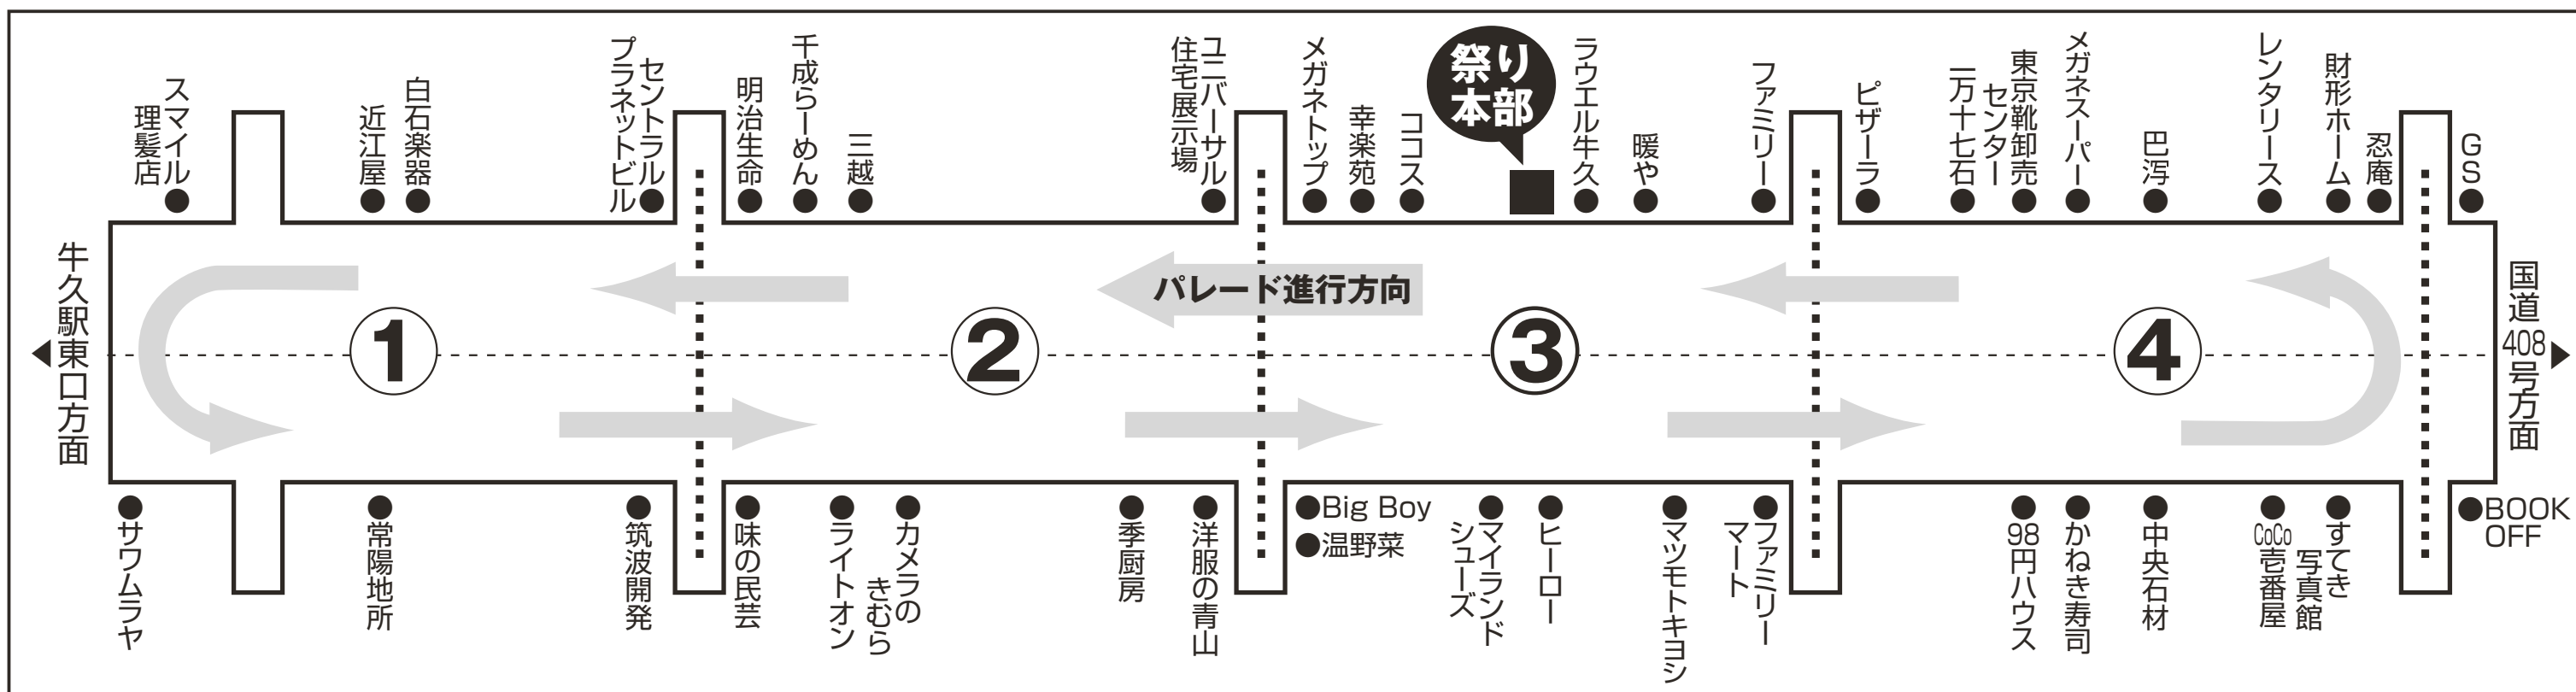 スマイル
理髪店
近江屋
白石楽器
セントラル
プラネットビル
明治生命
千成らーめん
三越
ユニバーサル
住宅展示場
メガネトップ
幸楽苑
ココス
祭り
本部
ラウエル牛久
暖や
ファミリー
ピザーラ
一万十七石
東京靴卸売
センター
メガネスーパー
巴潟
レンタリース
財形ホーム
忍庵
GS
牛久駅東口方面
パレード進行方向
①
②
③
④
国道408号方面
サワムラヤ
常陽地所
筑波開発
味の民芸
ライトオン
カメラの
きむら
季厨房
洋服の青山
Big Boy
温野菜
マイランド
シューズ
ヒーロー
マツモトキヨシ
ファミリー
マート
98円ハウス
かねき寿司
中央石材
CoCo壱番屋
すてき
写真館
BOOK
OFF